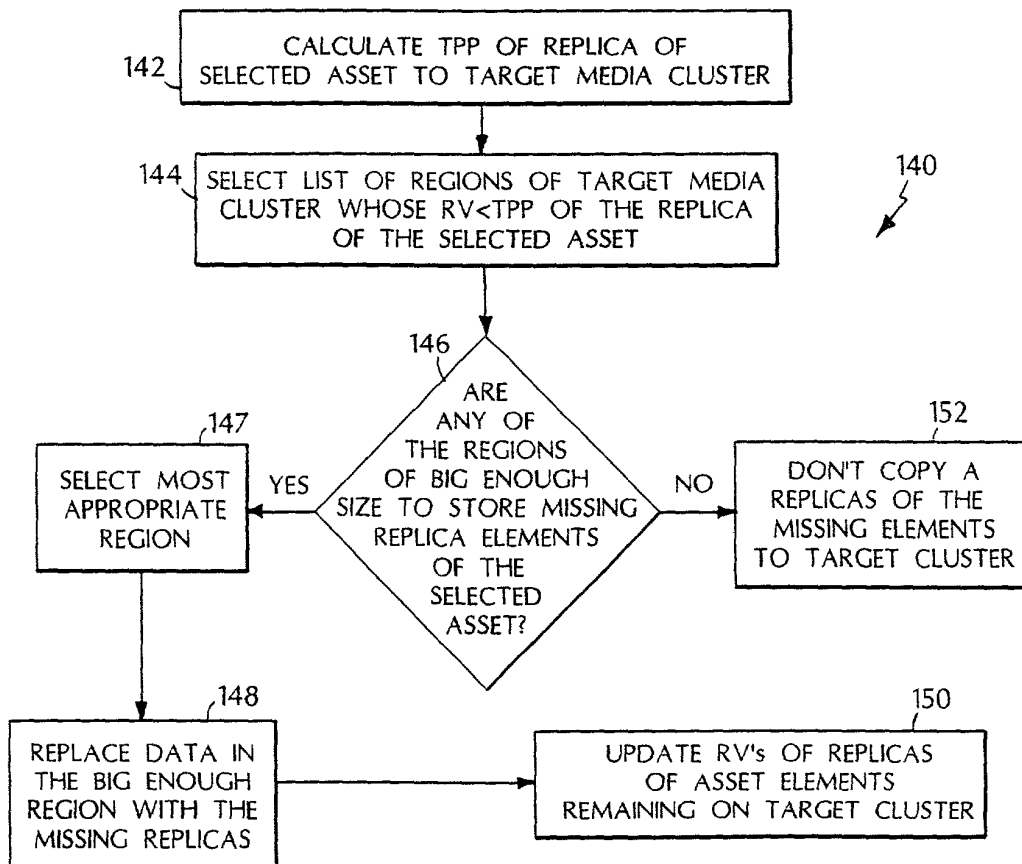 142
CALCULATE TPP OF REPLICA OF
SELECTED ASSET TO TARGET MEDIA CLUSTER
144
SELECT LIST OF REGIONS OF TARGET MEDIA
CLUSTER WHOSE RV<TPP OF THE REPLICA
OF THE SELECTED ASSET
140
146
ARE
ANY OF
THE REGIONS
OF BIG ENOUGH
SIZE TO STORE MISSING
REPLICA ELEMENTS
OF THE
SELECTED
ASSET?
YES
NO
147
SELECT MOST
APPROPRIATE
REGION
152
DON'T COPY A
REPLICAS OF THE
MISSING ELEMENTS
TO TARGET CLUSTER
148
REPLACE DATA IN
THE BIG ENOUGH
REGION WITH THE
MISSING REPLICAS
150
UPDATE RV's OF REPLICAS
OF ASSET ELEMENTS
REMAINING ON TARGET CLUSTER